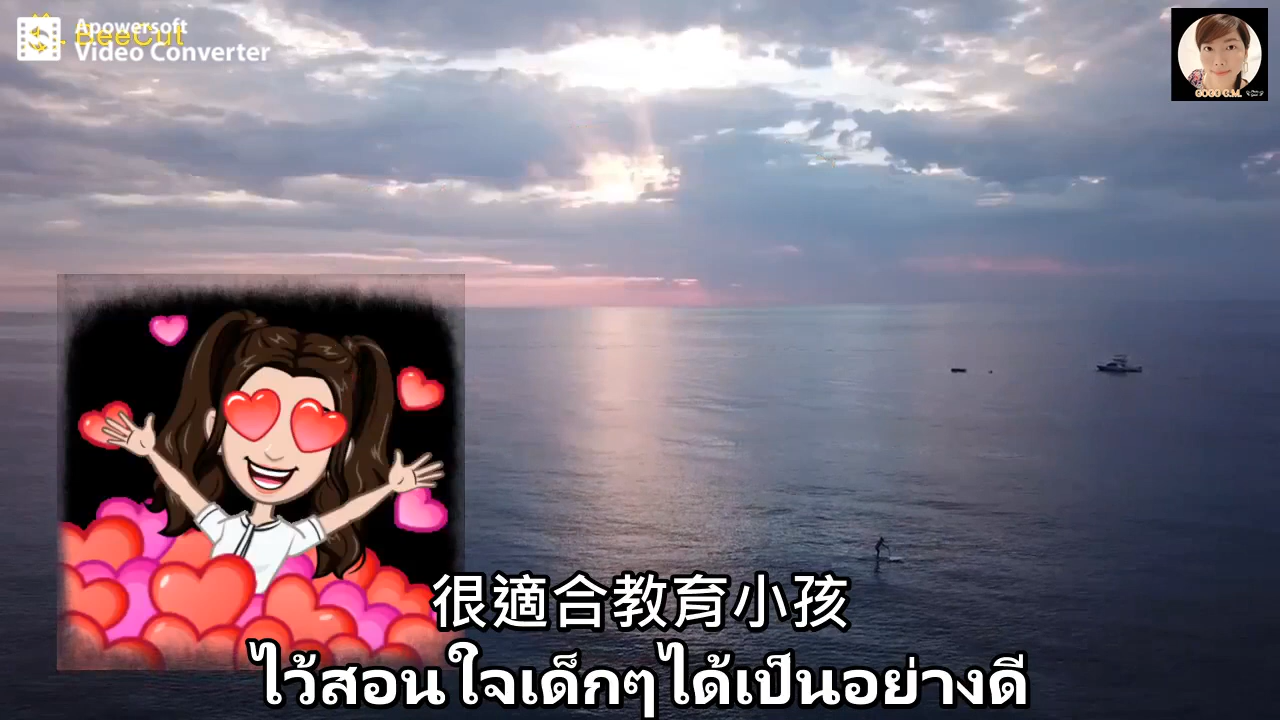 Apowersoft
BeeCut
Video Converter
GOGO G.M.
很適合教育小孩
ไว้สอนใจเด็กๆได้เป็นอย่างดี